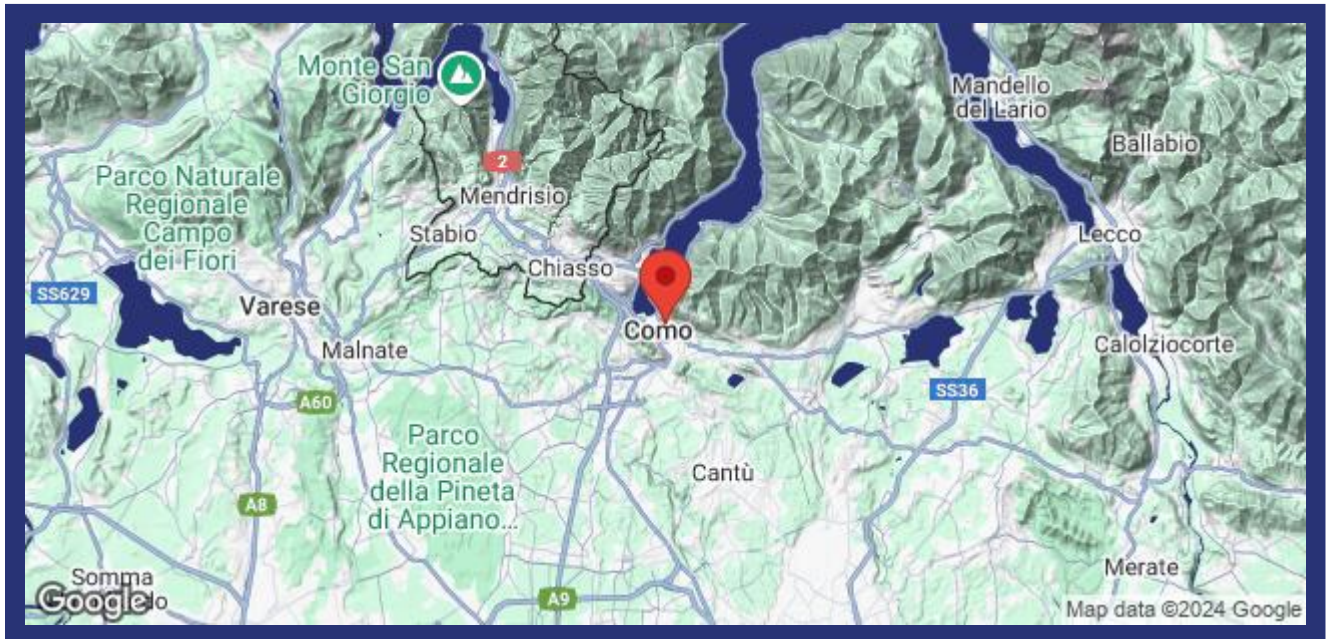 Monte San
Giorgio
Mandello
del Lario
Ballabio
2
Parco Naturale
Regionale
Campo
dei Fiori
Mendrisio
Stabio
Lecco
Chiasso
SS629
Varese
Como
Malnate
Calolziocorte
SS36
A60
Parco
Regionale
della Pineta
di Appiano...
Cantù
A8
Merate
Somma
Google
A9
Map data ©2024 Google